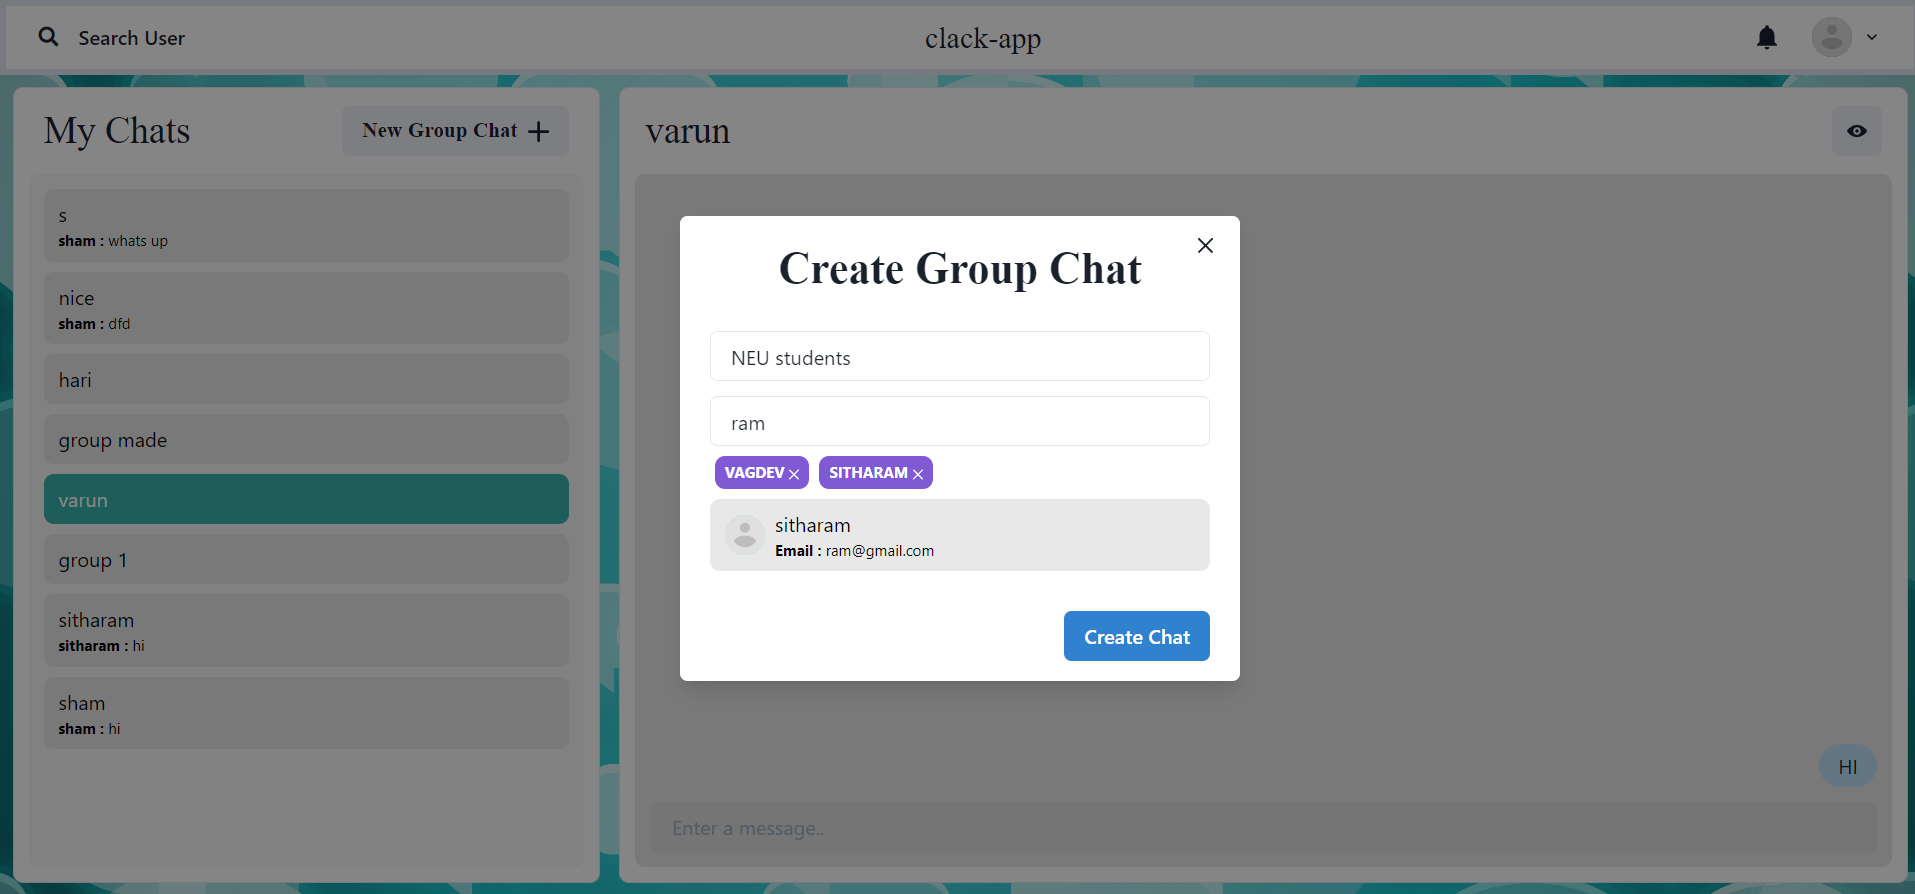 Search User
clack-app
My Chats
New Group Chat
s
sham : whats up
nice
sham : dfd
hari
group made
varun
group 1
sitharam
sitharam : hi
sham
sham : hi
varun
HI
Enter a message..
Create Group Chat
NEU students
ram
VAGDEV
SITHARAM
sitharam
Email : ram@gmail.com
Create Chat